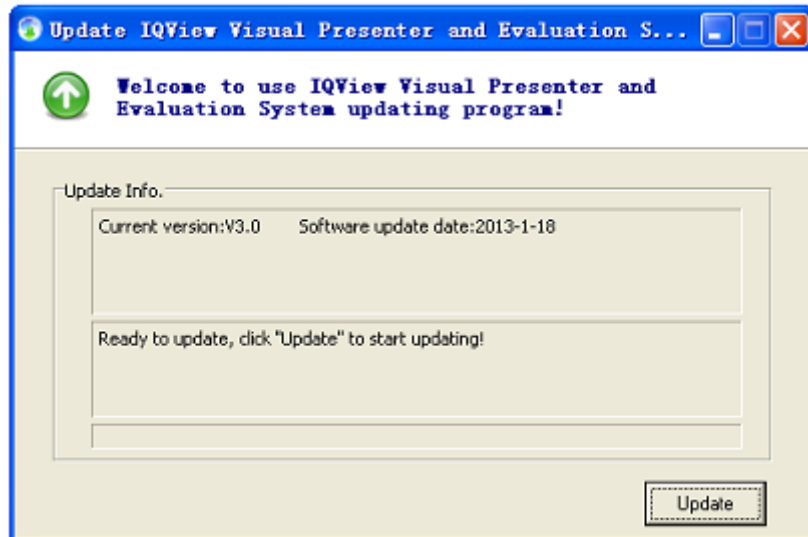 Update IQView Visual Presenter and Evaluation S...
Welcome to use IQView Visual Presenter and
Evaluation System updating program!
Update Info.
Current version:V3.0 Software update date:2013-1-18
Ready to update, click "Update" to start updating!
Update